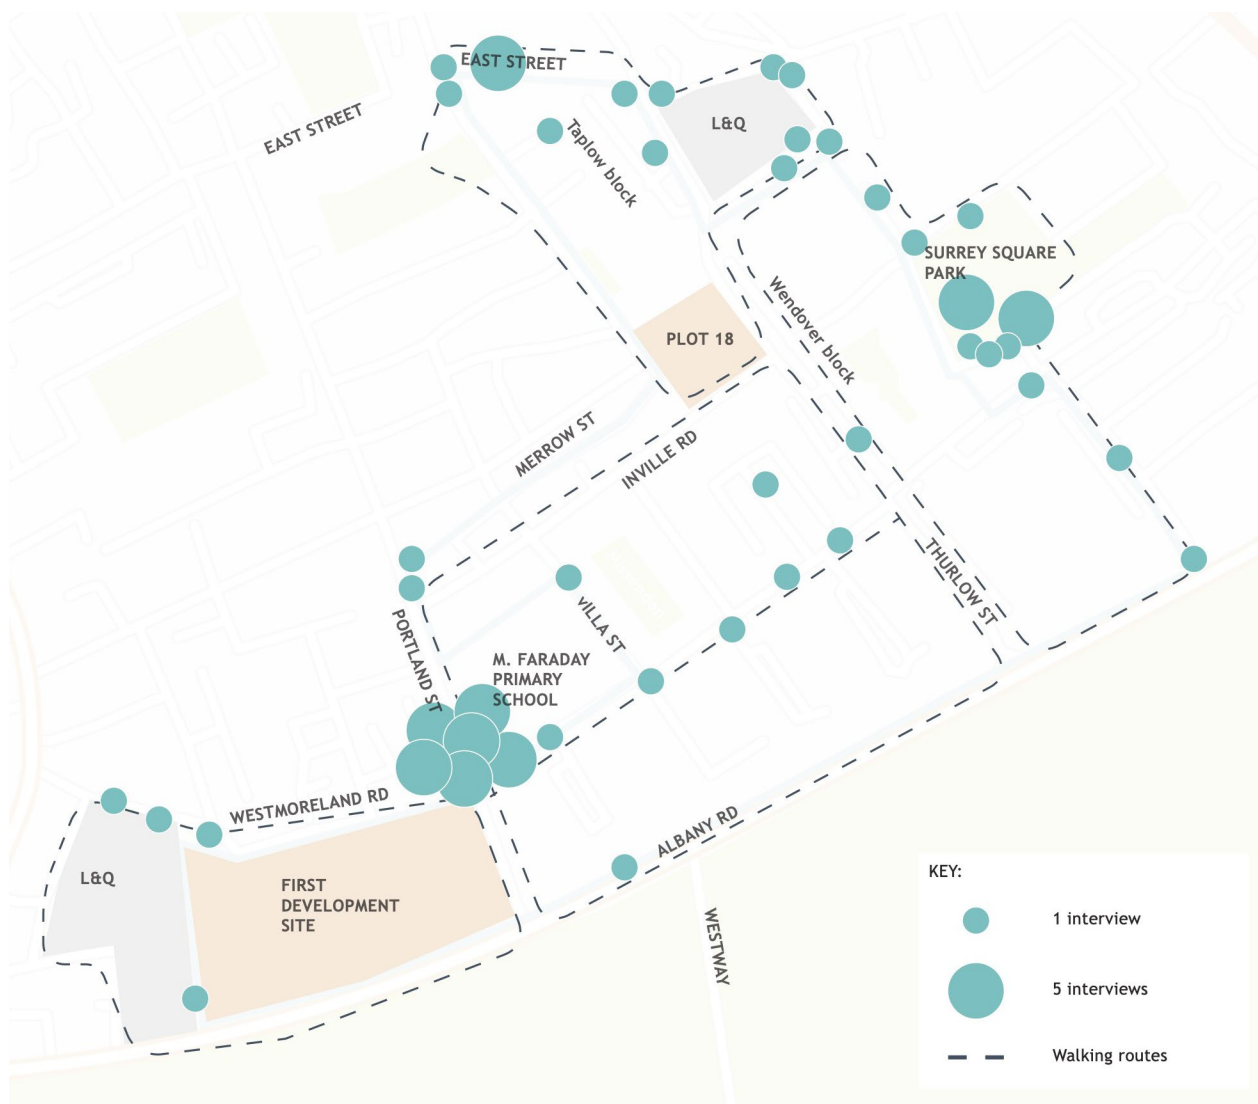 EAST STREET
EAST STREET
L&Q
Taplow block
SURREY SQUARE
PARK
PLOT 18
Wendover block
MERROW ST
INVILLE RD
THURLOW ST
PORTLAND ST
vILLA ST
M. FARADAY
PRIMARY
SCHOOL
WESTMORELAND RD
ALBANY RD
L&Q
FIRST
DEVELOPMENT
SITE
WESTWAY
KEY:
1 interview
5 interviews
Walking routes